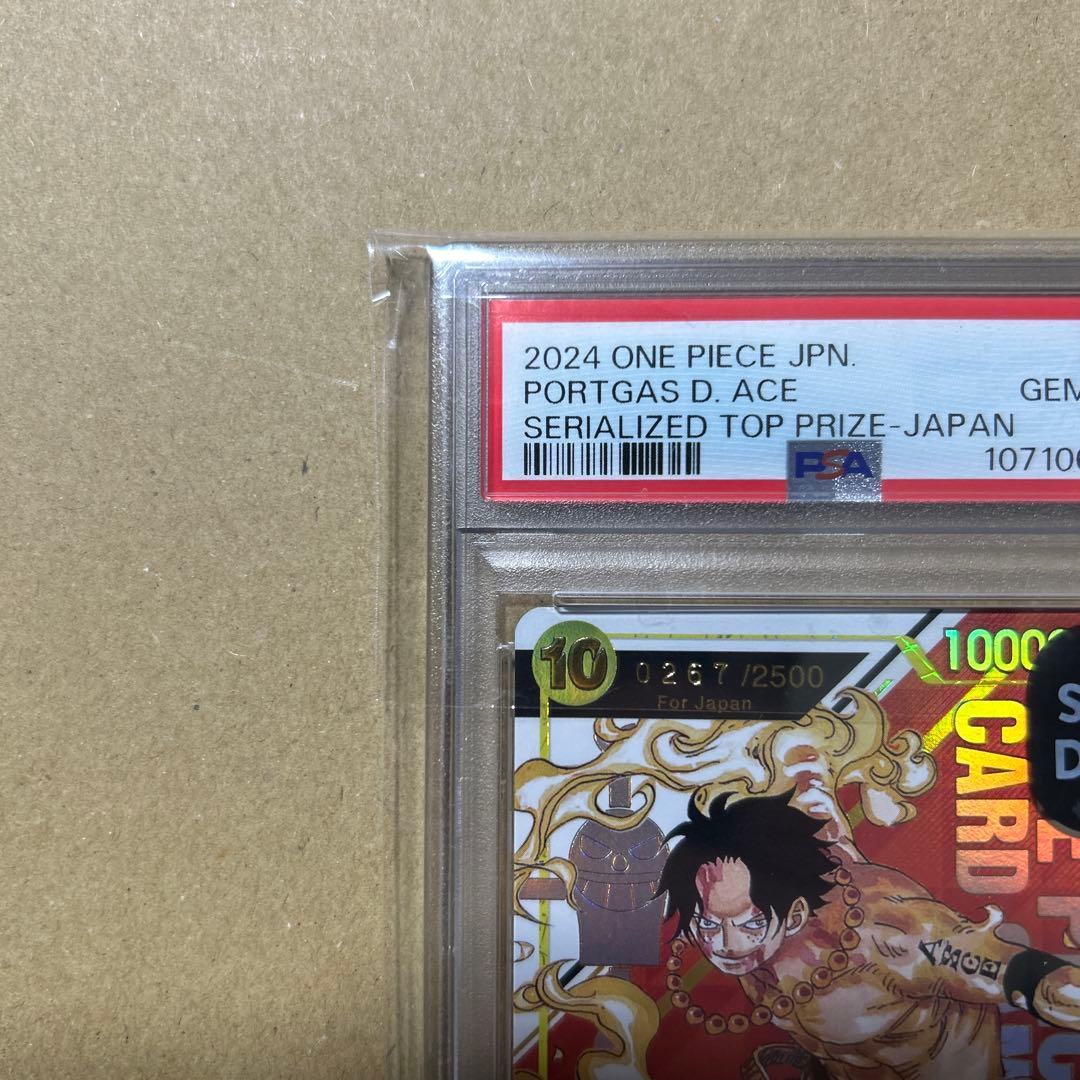 2024 ONE PIECE JPN.
PORTGAS D. ACE GEM
SERIALIZED TOP PRIZE-JAPAN
PSA 107106
10 0267/2500 10000
For Japan
CARD
ASCE